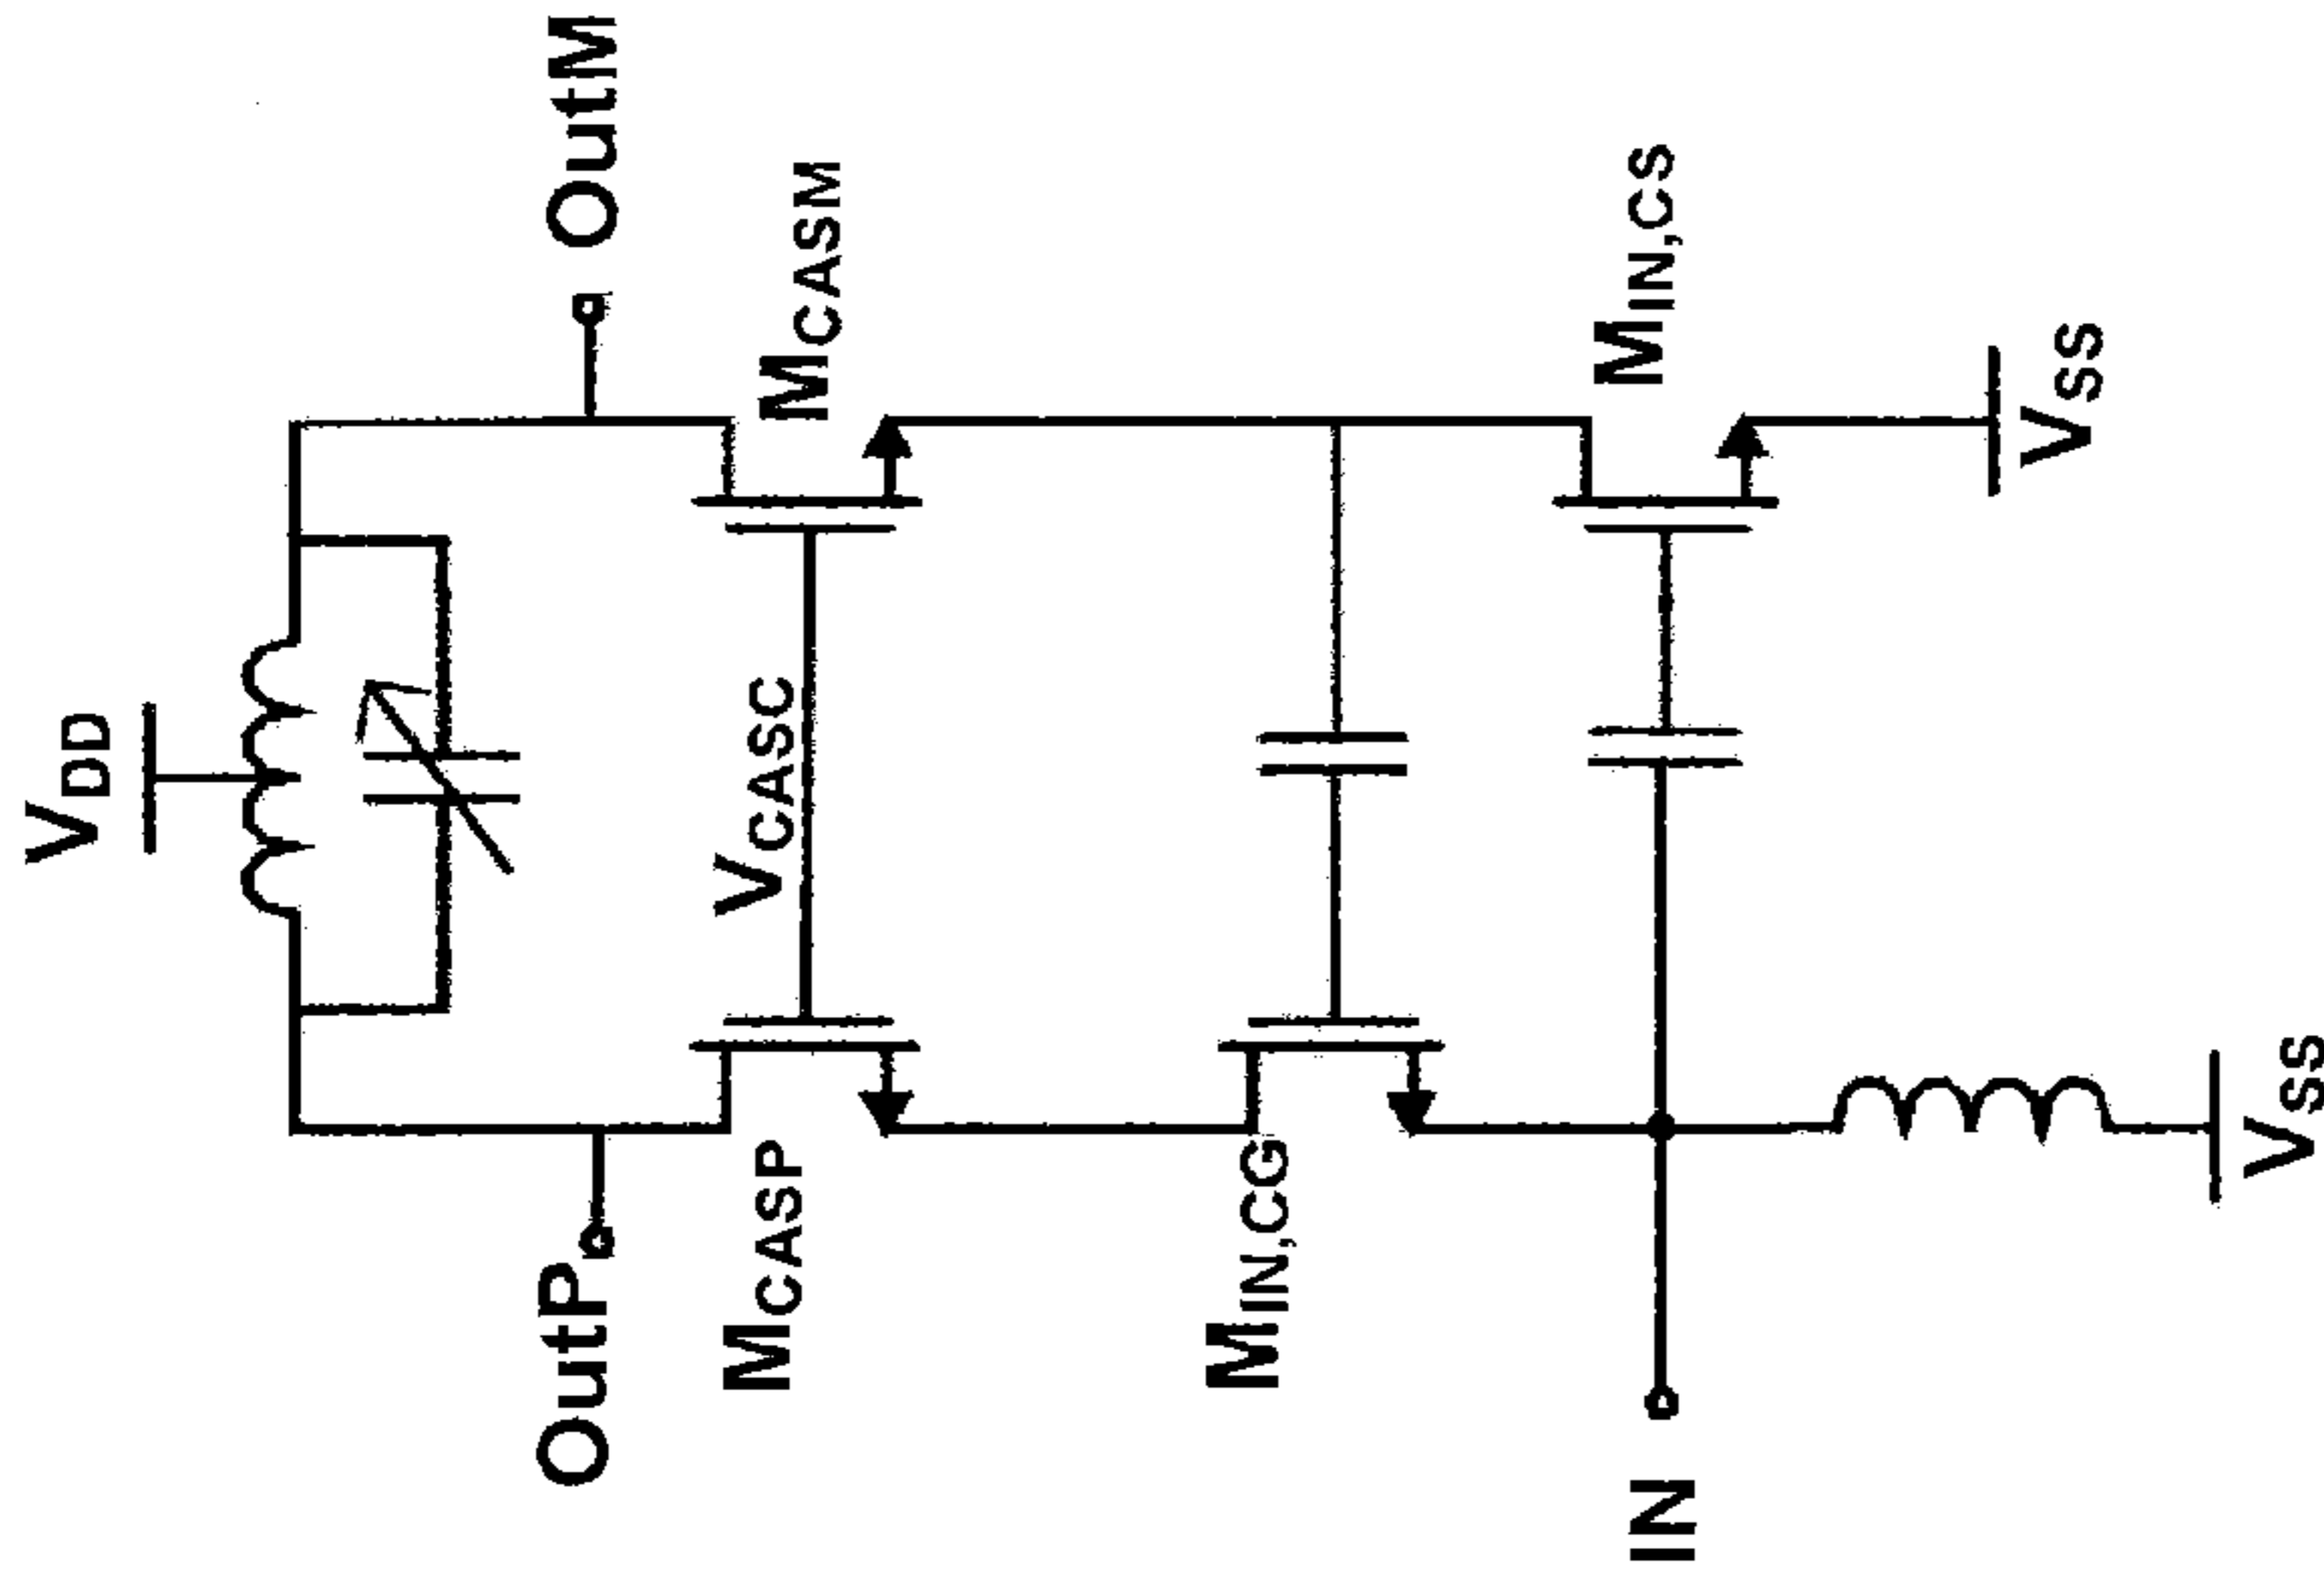 VDD
OutP
OutM
VCASC
MCASP
MCASM
MIN,CG
MIN,CS
IN
VSS
VSS